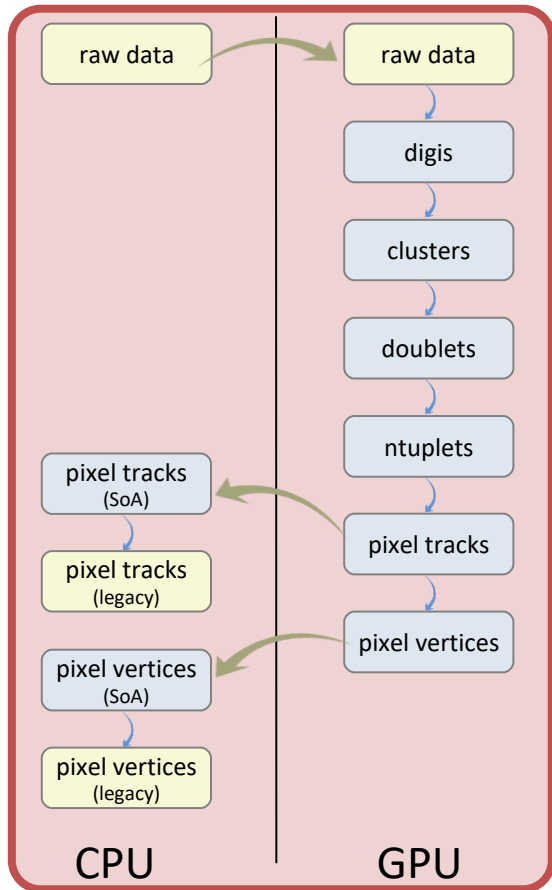 raw data
raw data
digis
clusters
doublets
ntuplets
pixel tracks
(SoA)
pixel tracks
pixel tracks
(legacy)
pixel vertices
pixel vertices
(SoA)
pixel vertices
(legacy)
CPU
GPU